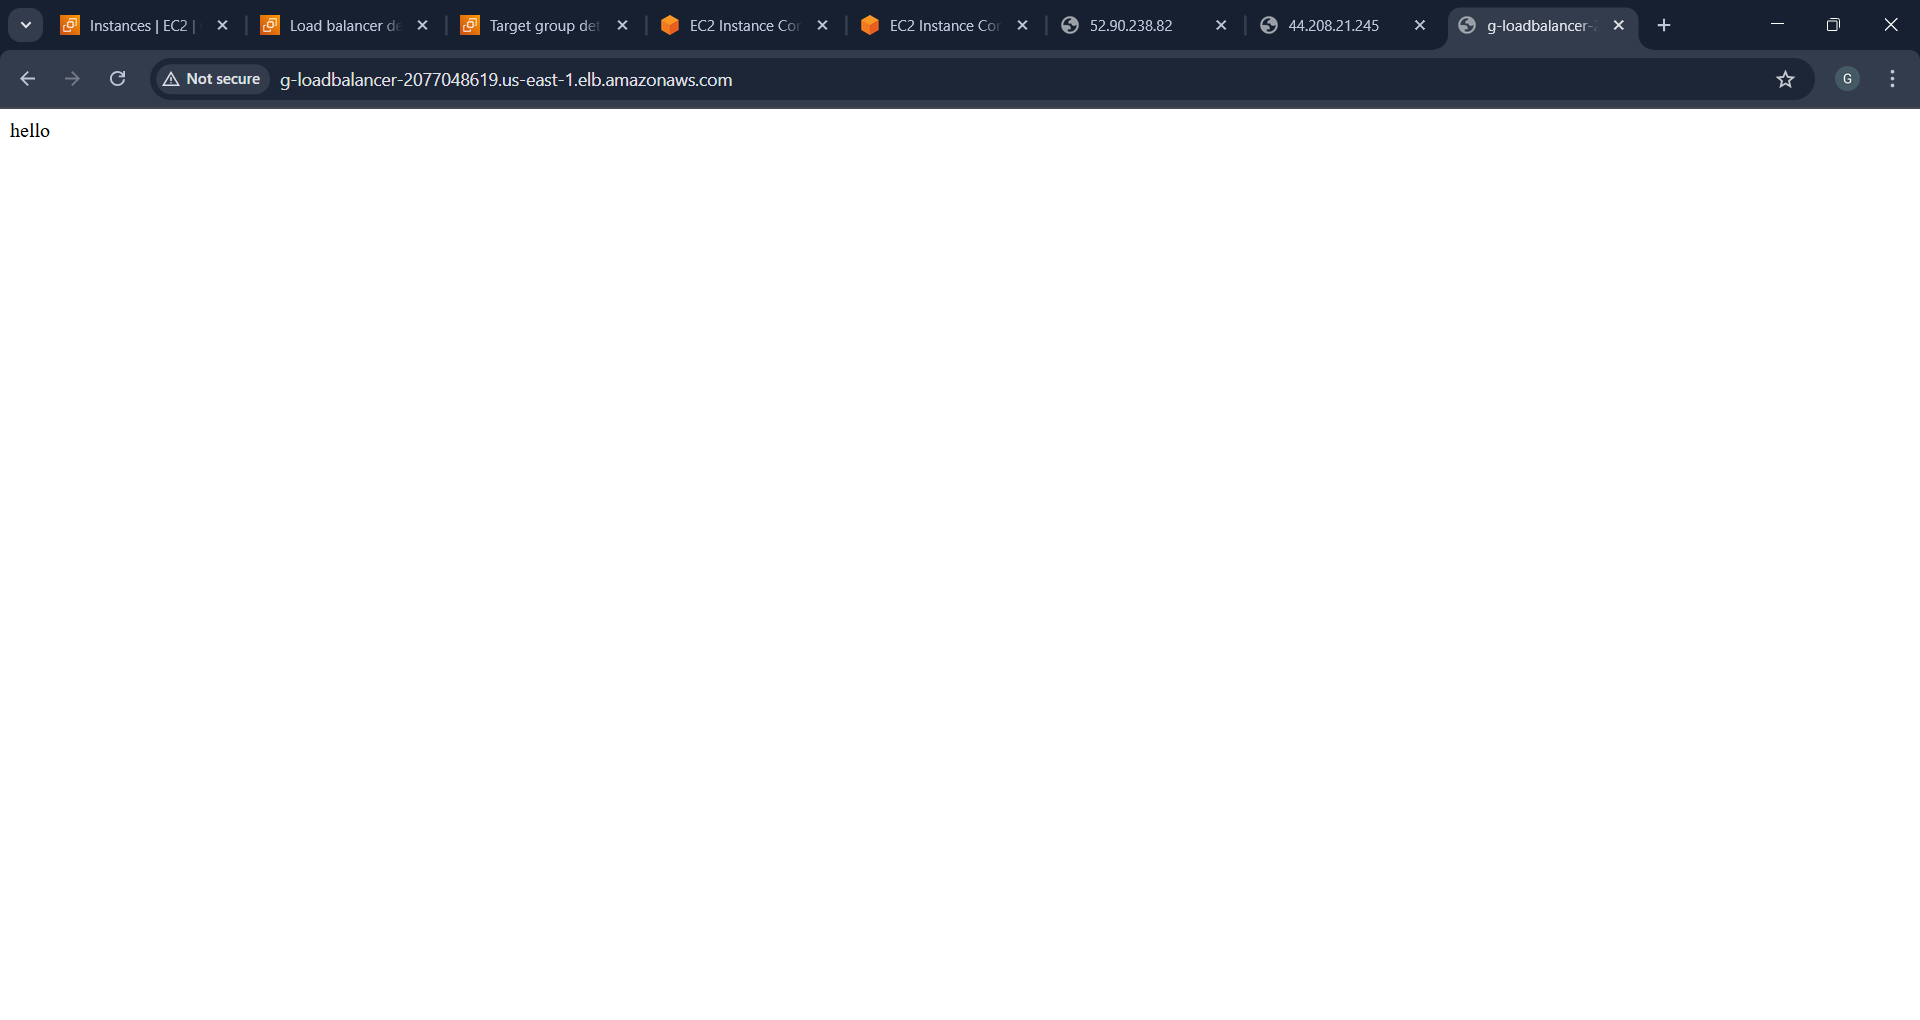 Instances | EC2 |
Load balancer de
Target group det
EC2 Instance Cor
EC2 Instance Cor
52.90.238.82
44.208.21.245
g-loadbalancer-2
Not secure
g-loadbalancer-2077048619.us-east-1.elb.amazonaws.com
G
hello